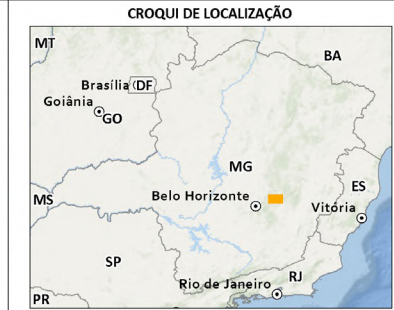 CROQUI DE LOCALIZAÇÃO
MT
BA
Brasília
DF
Goiânia
GO
MG
MS
Belo Horizonte
ES
Vitória
SP
Rio de Janeiro
RJ
PR